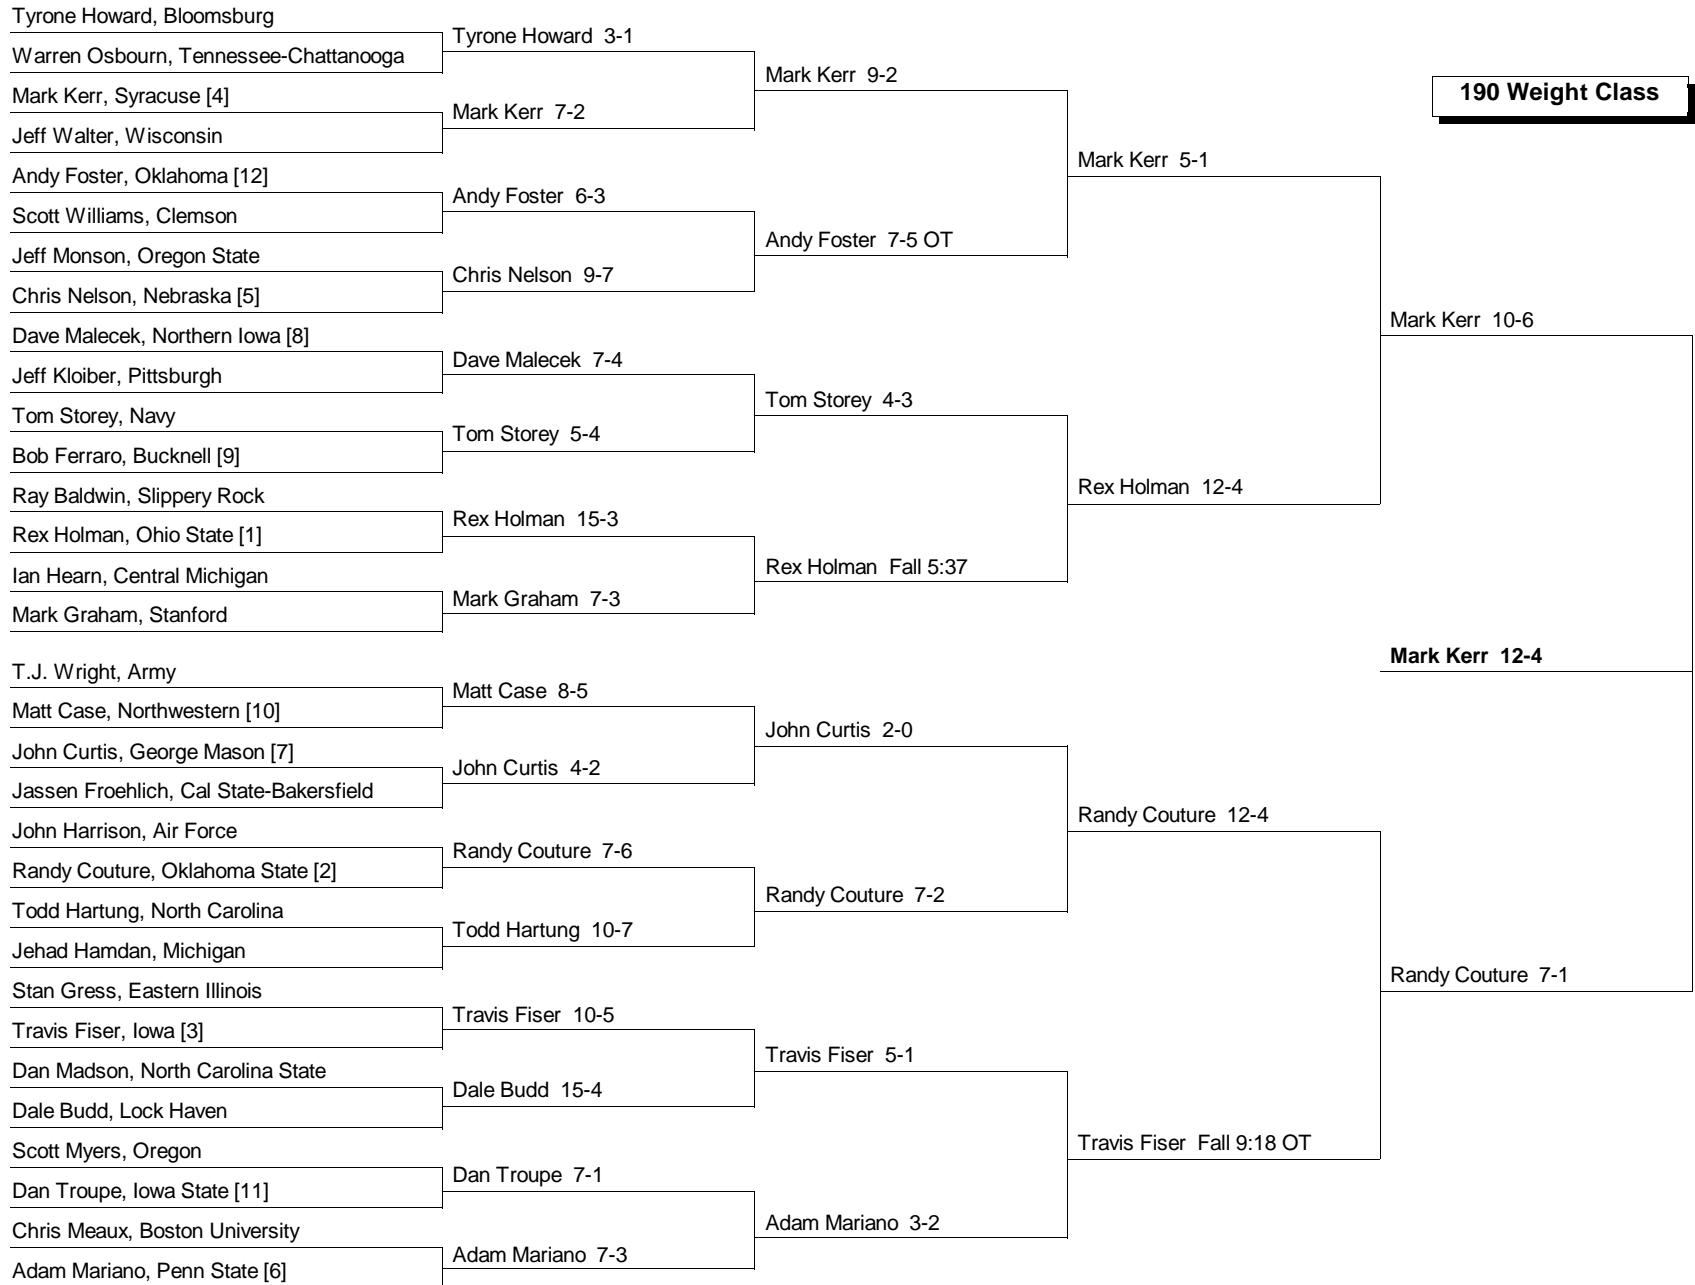 Tyrone Howard, Bloomsburg
Warren Osbourn, Tennessee-Chattanooga
Mark Kerr, Syracuse [4]
Jeff Walter, Wisconsin
Andy Foster, Oklahoma [12]
Scott Williams, Clemson
Jeff Monson, Oregon State
Chris Nelson, Nebraska [5]
Dave Malecek, Northern Iowa [8]
Jeff Kloiber, Pittsburgh
Tom Storey, Navy
Bob Ferraro, Bucknell [9]
Ray Baldwin, Slippery Rock
Rex Holman, Ohio State [1]
Ian Hearn, Central Michigan
Mark Graham, Stanford
T.J. Wright, Army
Matt Case, Northwestern [10]
John Curtis, George Mason [7]
Jassen Froehlich, Cal State-Bakersfield
John Harrison, Air Force
Randy Couture, Oklahoma State [2]
Todd Hartung, North Carolina
Jehad Hamdan, Michigan
Stan Gress, Eastern Illinois
Travis Fiser, Iowa [3]
Dan Madson, North Carolina State
Dale Budd, Lock Haven
Scott Myers, Oregon
Dan Troupe, Iowa State [11]
Chris Meaux, Boston University
Adam Mariano, Penn State [6]
Tyrone Howard 3-1
Mark Kerr 7-2
Andy Foster 6-3
Chris Nelson 9-7
Dave Malecek 7-4
Tom Storey 5-4
Rex Holman 15-3
Mark Graham 7-3
Matt Case 8-5
John Curtis 4-2
Randy Couture 7-6
Todd Hartung 10-7
Travis Fiser 10-5
Dale Budd 15-4
Dan Troupe 7-1
Adam Mariano 7-3
Mark Kerr 9-2
Andy Foster 7-5 OT
Tom Storey 4-3
Rex Holman Fall 5:37
John Curtis 2-0
Randy Couture 7-2
Travis Fiser 5-1
Adam Mariano 3-2
Mark Kerr 5-1
Rex Holman 12-4
Randy Couture 12-4
Travis Fiser Fall 9:18 OT
190 Weight Class
Mark Kerr 10-6
Mark Kerr 12-4
Randy Couture 7-1